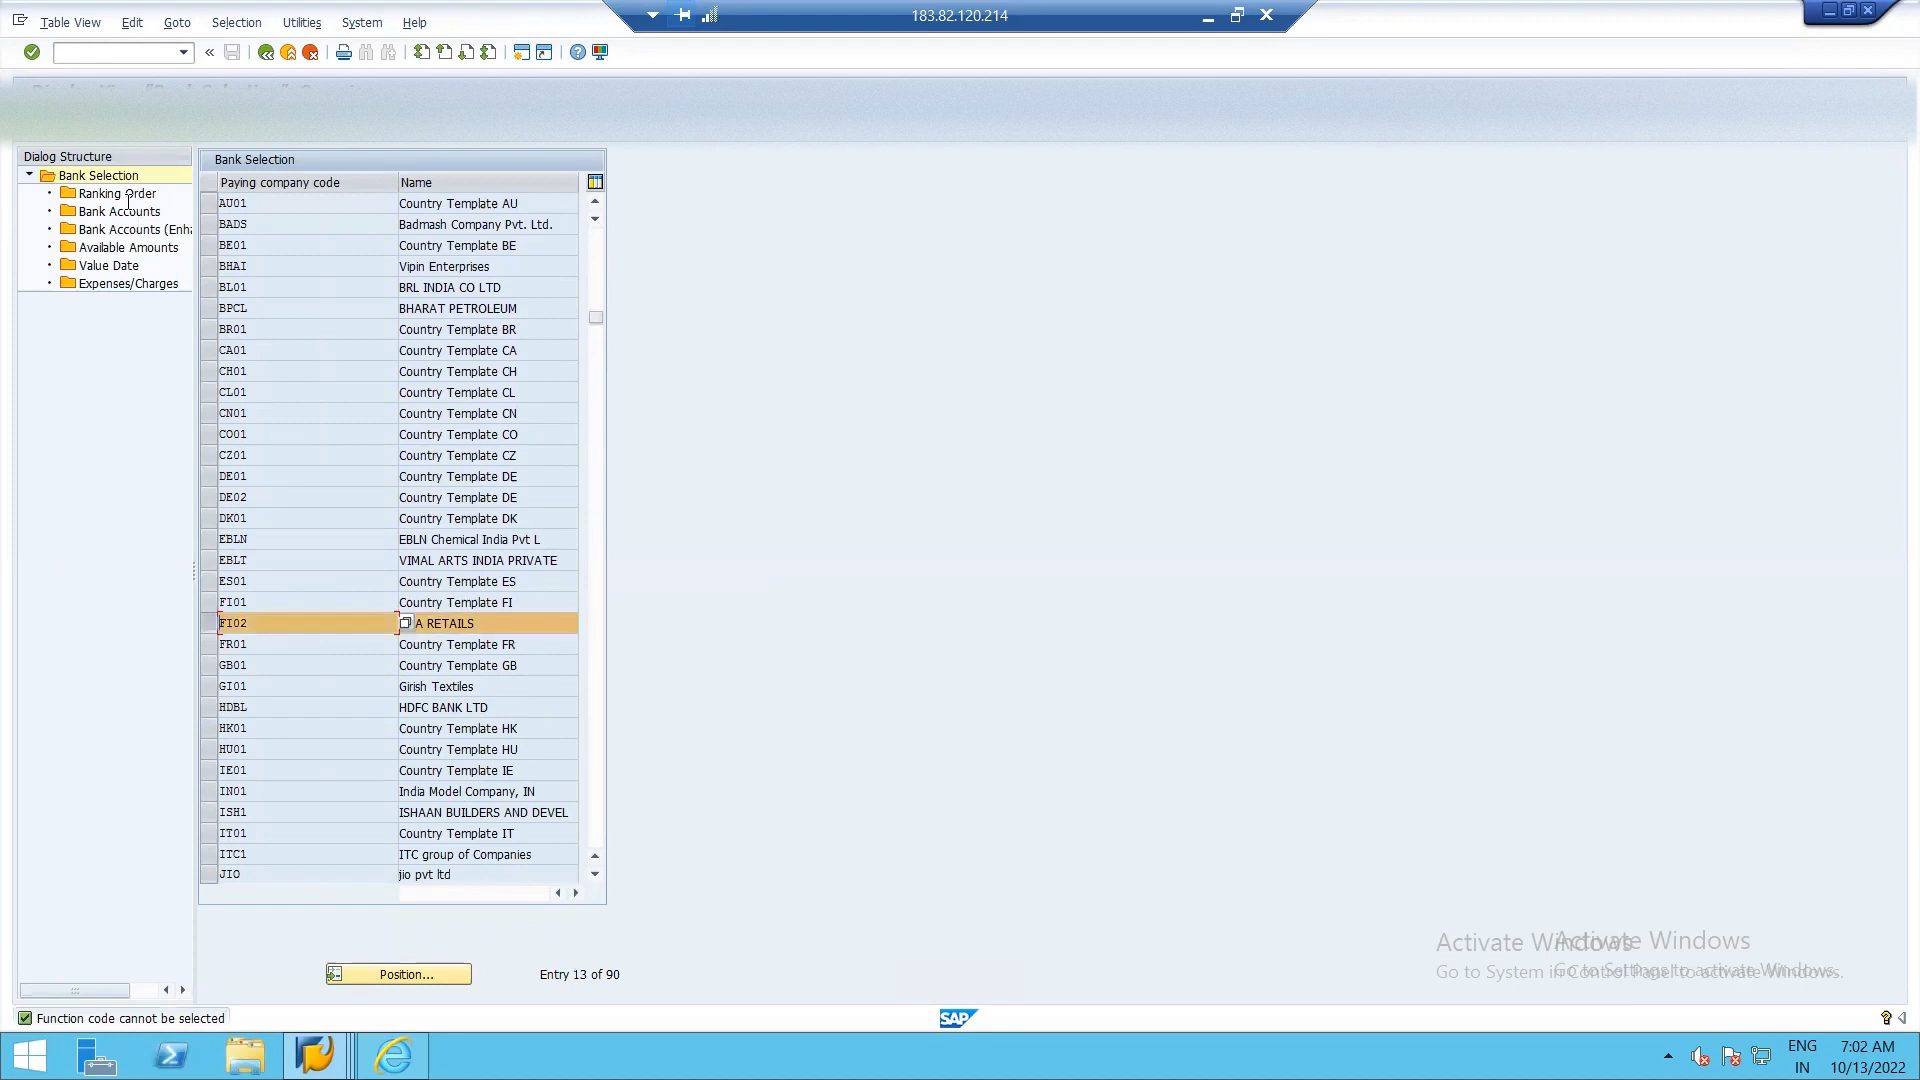 Table View Edit Goto Selection Utilities System Help
183.82.120.214
Dialog Structure
Bank Selection
Ranking Order
Bank Accounts
Bank Accounts (Enha
Available Amounts
Value Date
Expenses/Charges
Bank Selection
Paying company code Name
AU01 Country Template AU
BADS Badmash Company Pvt. Ltd.
BE01 Country Template BE
BHAI Vipin Enterprises
BL01 BRL INDIA CO LTD
BPCL BHARAT PETROLEUM
BR01 Country Template BR
CA01 Country Template CA
CH01 Country Template CH
CL01 Country Template CL
CN01 Country Template CN
CO01 Country Template CO
CZ01 Country Template CZ
DE01 Country Template DE
DE02 Country Template DE
DK01 Country Template DK
EBLN EBLN Chemical India Pvt L
EBLT VIMAL ARTS INDIA PRIVATE
ES01 Country Template ES
FI01 Country Template FI
FI02 A RETAILS
FR01 Country Template FR
GB01 Country Template GB
GI01 Girish Textiles
HDBL HDFC BANK LTD
HK01 Country Template HK
HU01 Country Template HU
IE01 Country Template IE
IN01 India Model Company, IN
ISH1 ISHAAN BUILDERS AND DEVEL
IT01 Country Template IT
ITC1 ITC group of Companies
JIO jio pvt ltd
Position... Entry 13 of 90
Activate Windows
Activate Windows
Go to System in Control Panel to activate Windows.
Go to Settings to activate Windows.
Function code cannot be selected
SAP
ENG 7:02 AM
IN 10/13/2022